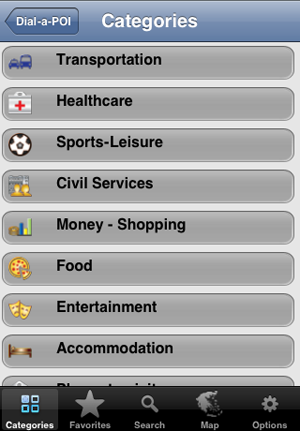 Dial-a-POI
Categories
Transportation
Healthcare
Sports-Leisure
Civil Services
Money - Shopping
Food
Entertainment
Accommodation
Categories
Favorites
Search
Map
Options